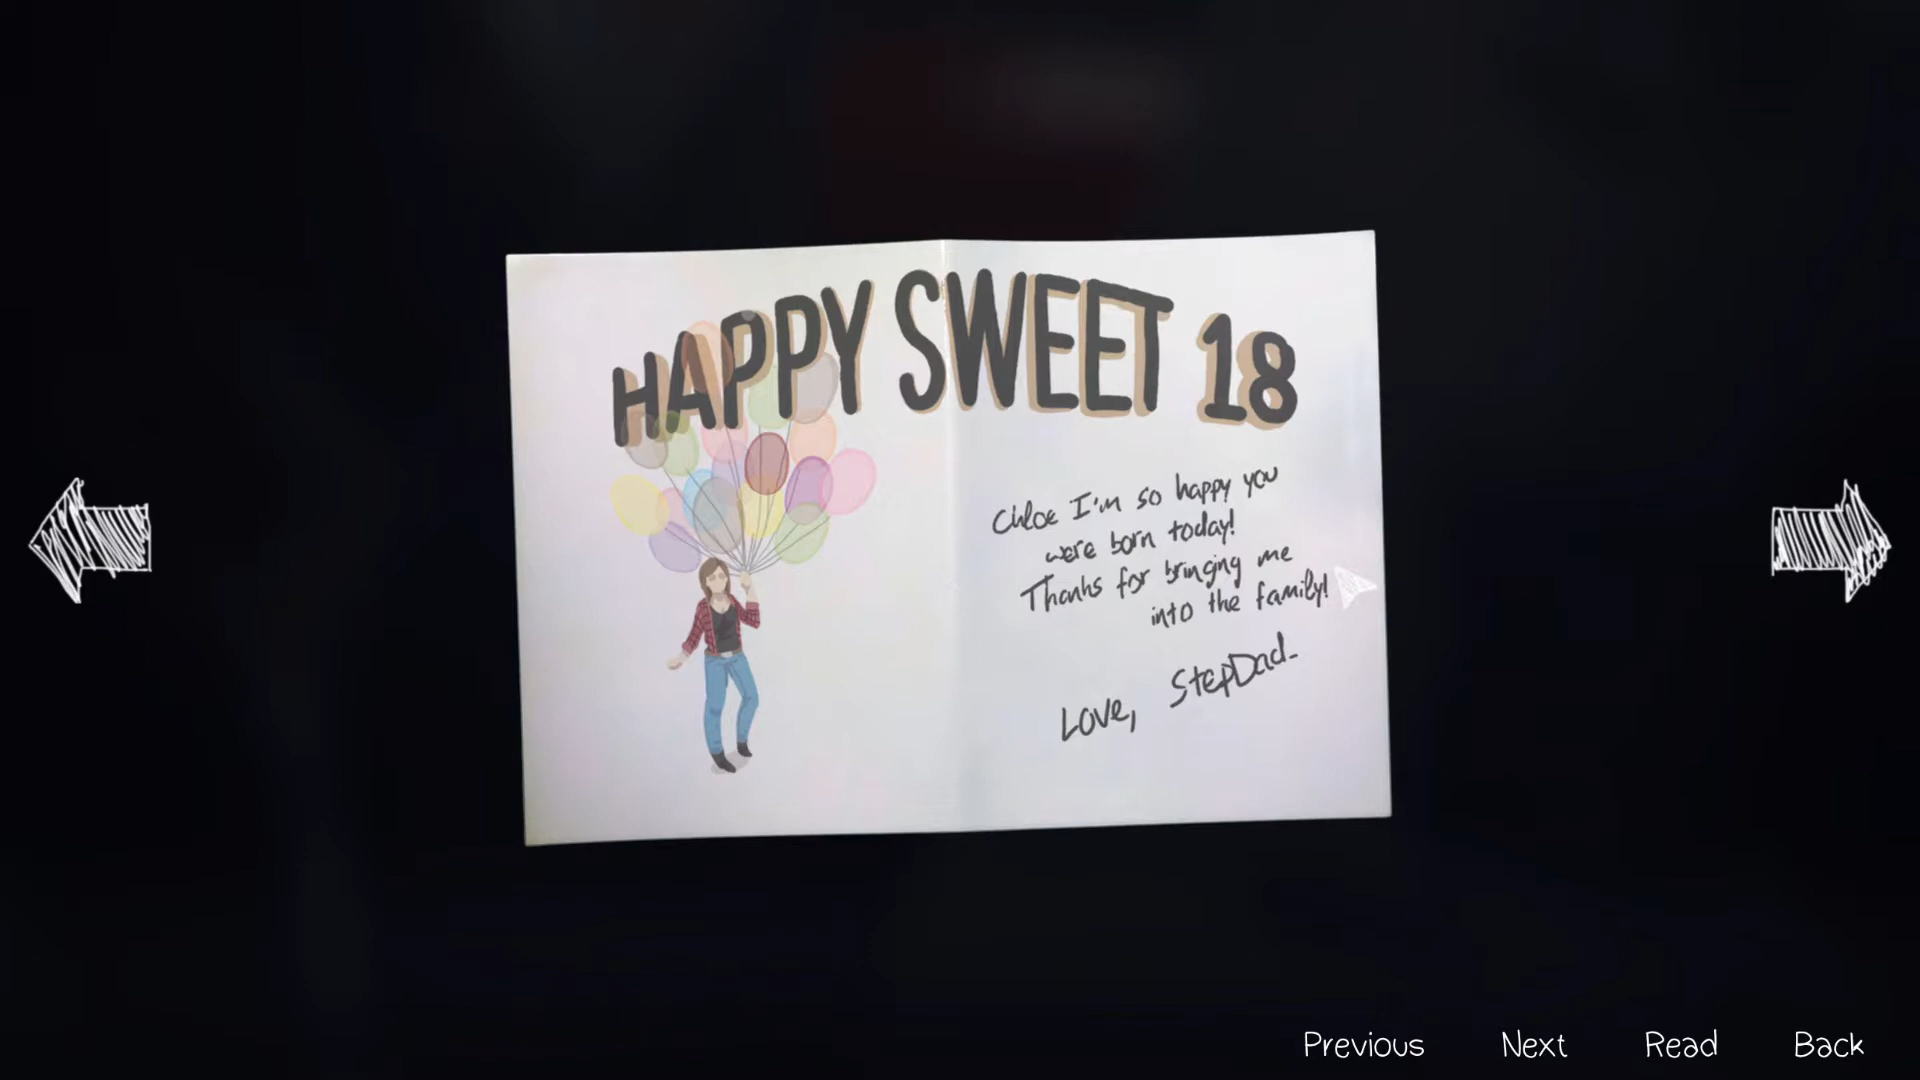 HAPPY SWEET 18
Chloe I'm so happy you
were born today!
Thanks for bringing me
into the family!
Love, StepDad-
Previous Next Read Back